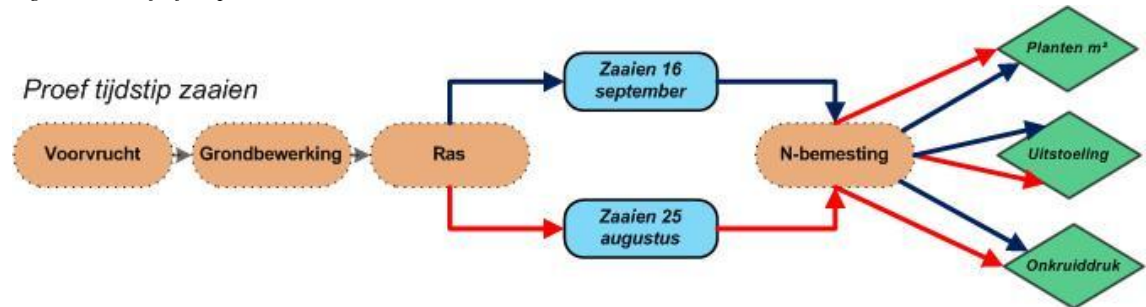 Proef tijdstip zaaien
Voorvrucht
Grondbewerking
Ras
Zaaien 16
september
Zaaien 25
augustus
N-bemesting
Planten m²
Uitstoeling
Onkruiddruk